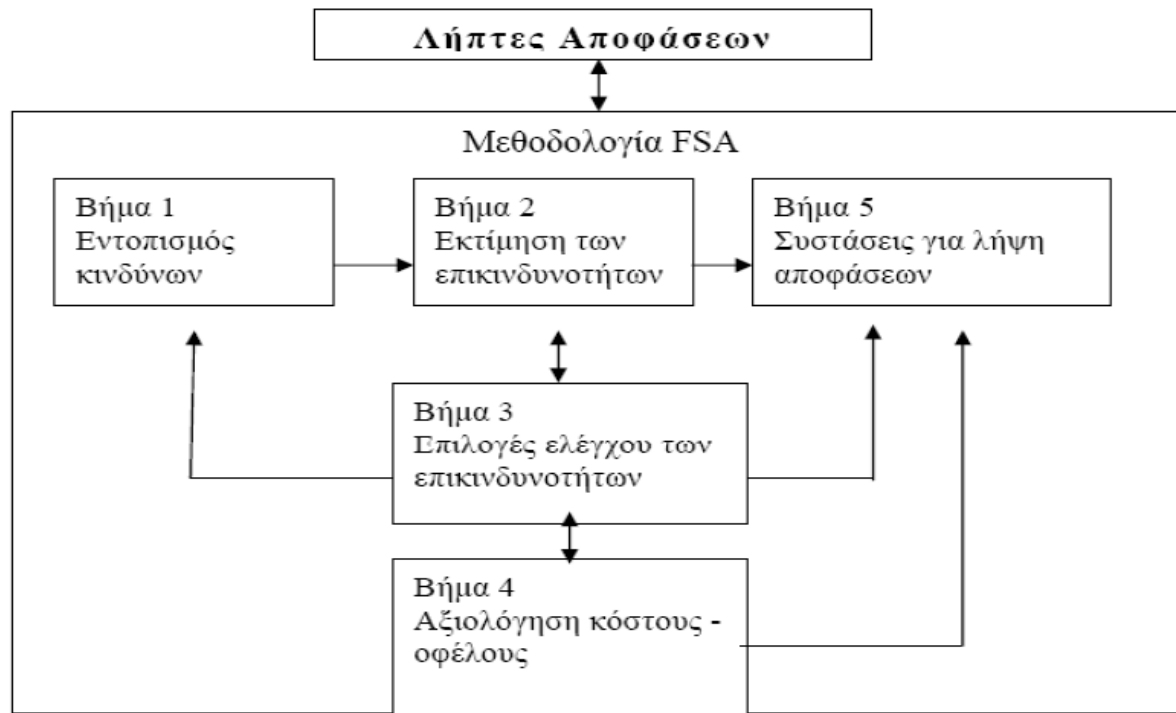 Λήπτες Αποφάσεων
Μεθοδολογία FSA
Βήμα 1
Εντοπισμός
κινδύνων
Βήμα 2
Εκτίμηση των
επικινδυνοτήτων
Βήμα 5
Συστάσεις για λήψη
αποφάσεων
Βήμα 3
Επιλογές ελέγχου των
επικινδυνοτήτων
Βήμα 4
Αξιολόγηση κόστους -
οφέλους